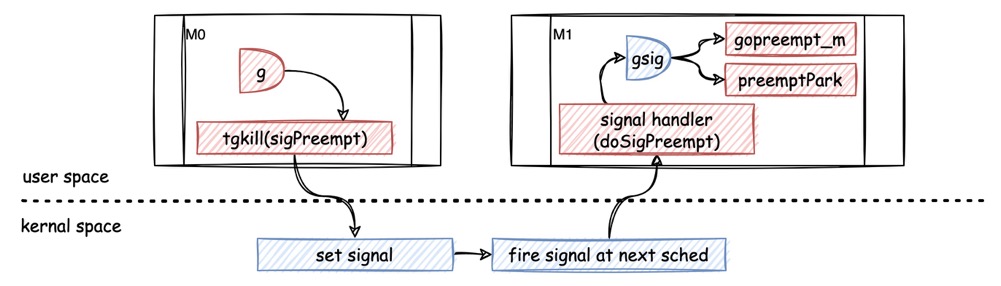 M0
g
tgkill(sigPreempt)
M1
gsig
gopreempt_m
preemptPark
signal handler
(doSigPreempt)
user space
kernal space
set signal
fire signal at next sched